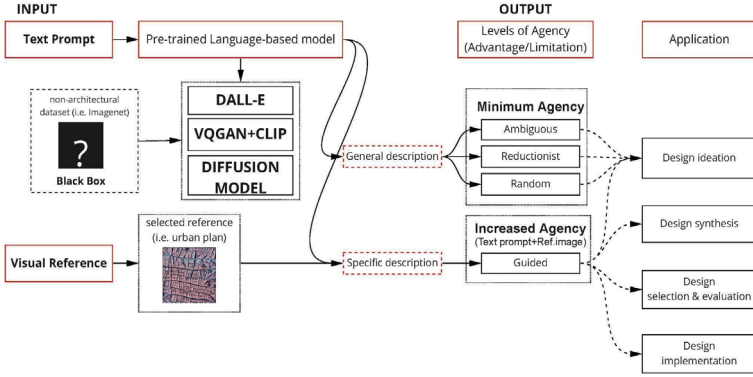 INPUT
OUTPUT
Text Prompt
Pre-trained Language-based model
Levels of Agency
(Advantage/Limitation)
Application
non-architectural
dataset (i.e. Imagenet)
?
Black Box
DALL-E
VQGAN+CLIP
DIFFUSION
MODEL
General description
Minimum Agency
Ambiguous
Reductionist
Random
Design ideation
Visual Reference
selected reference
(i.e. urban plan)
Specific description
Increased Agency
(Text prompt+Ref.image)
Guided
Design synthesis
Design
selection & evaluation
Design
implementation